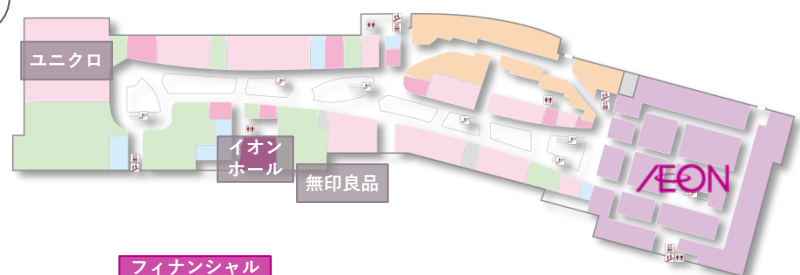 ユニクロ
イオン
ホール
無印良品
ÆON
フィナンシャル